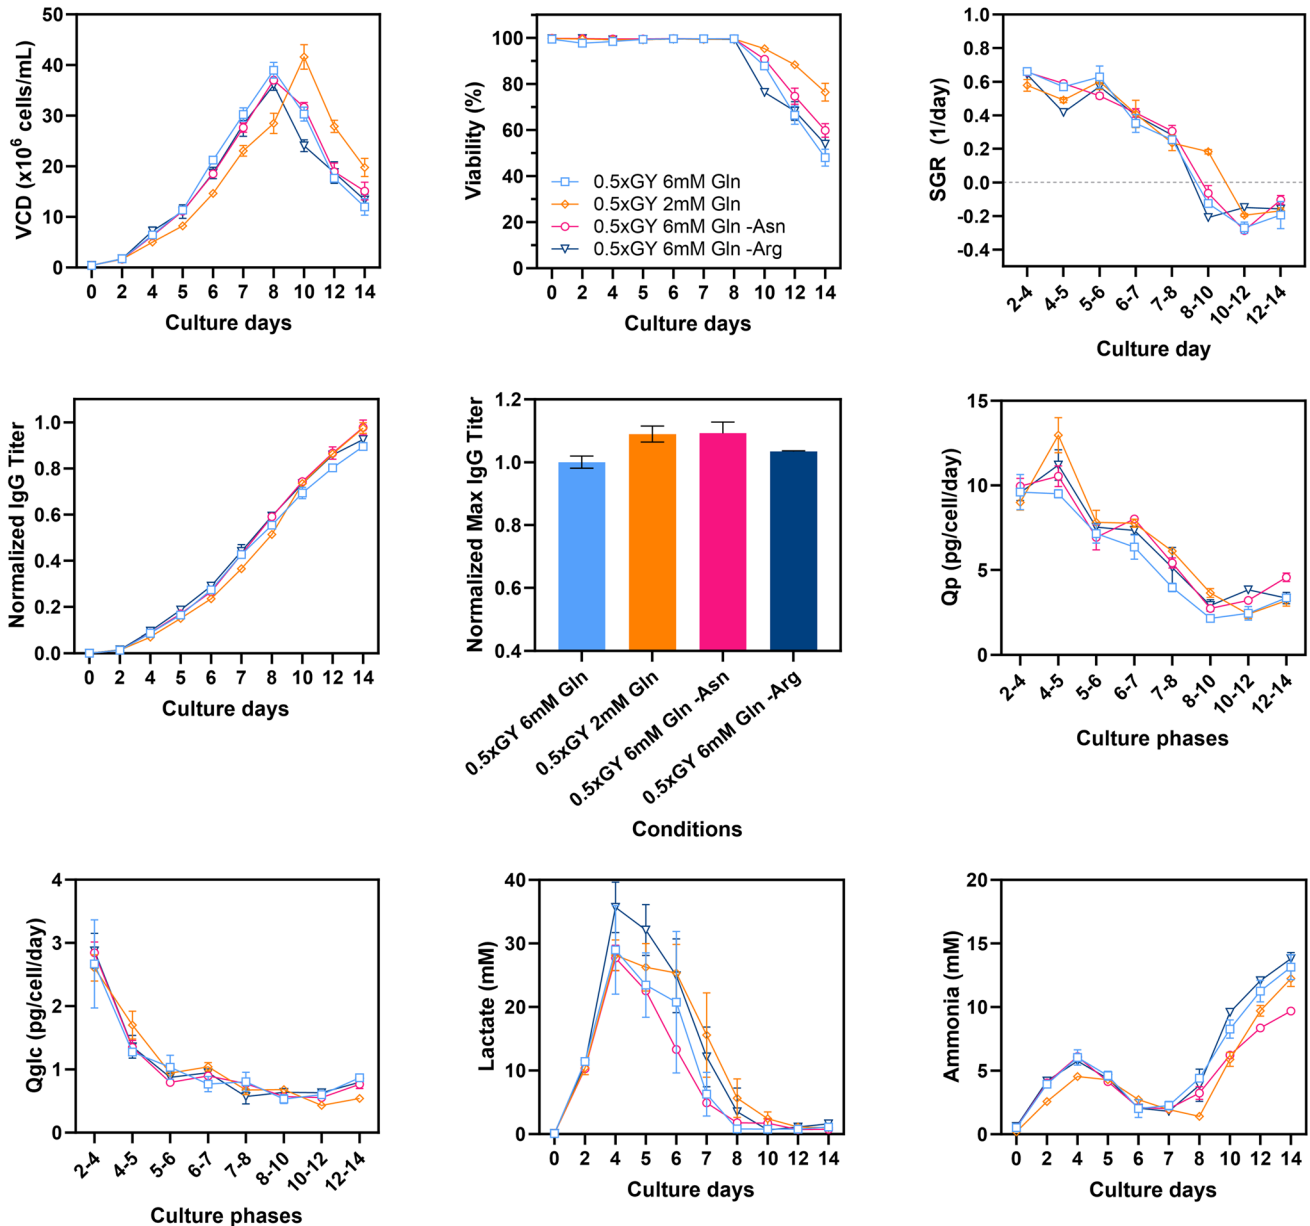 VCD (x10⁶ cells/mL)
50
40
30
20
10
0
0 2 4 5 6 7 8 10 12 14
Culture days
Viability (%)
100
80
60
40
20
0
0.5xGY 6mM Gln
0.5xGY 2mM Gln
0.5xGY 6mM Gln -Asn
0.5xGY 6mM Gln -Arg
0 2 4 5 6 7 8 10 12 14
Culture days
SGR (1/day)
1.0
0.8
0.6
0.4
0.2
0.0
-0.2
-0.4
2-4 4-5 5-6 6-7 7-8 8-10 10-12 12-14
Culture day
Normalized IgG Titer
1.0
0.8
0.6
0.4
0.2
0.0
0 2 4 5 6 7 8 10 12 14
Culture days
Normalized Max IgG Titer
1.2
1.0
0.8
0.6
0.4
0.5xGY 6mM Gln
0.5xGY 2mM Gln
0.5xGY 6mM Gln -Asn
0.5xGY 6mM Gln -Arg
Conditions
Qp (pg/cell/day)
15
10
5
0
2-4 4-5 5-6 6-7 7-8 8-10 10-12 12-14
Culture phases
Qglc (pg/cell/day)
4
3
2
1
0
2-4 4-5 5-6 6-7 7-8 8-10 10-12 12-14
Culture phases
Lactate (mM)
40
30
20
10
0
0 2 4 5 6 7 8 10 12 14
Culture days
Ammonia (mM)
20
15
10
5
0
0 2 4 5 6 7 8 10 12 14
Culture days